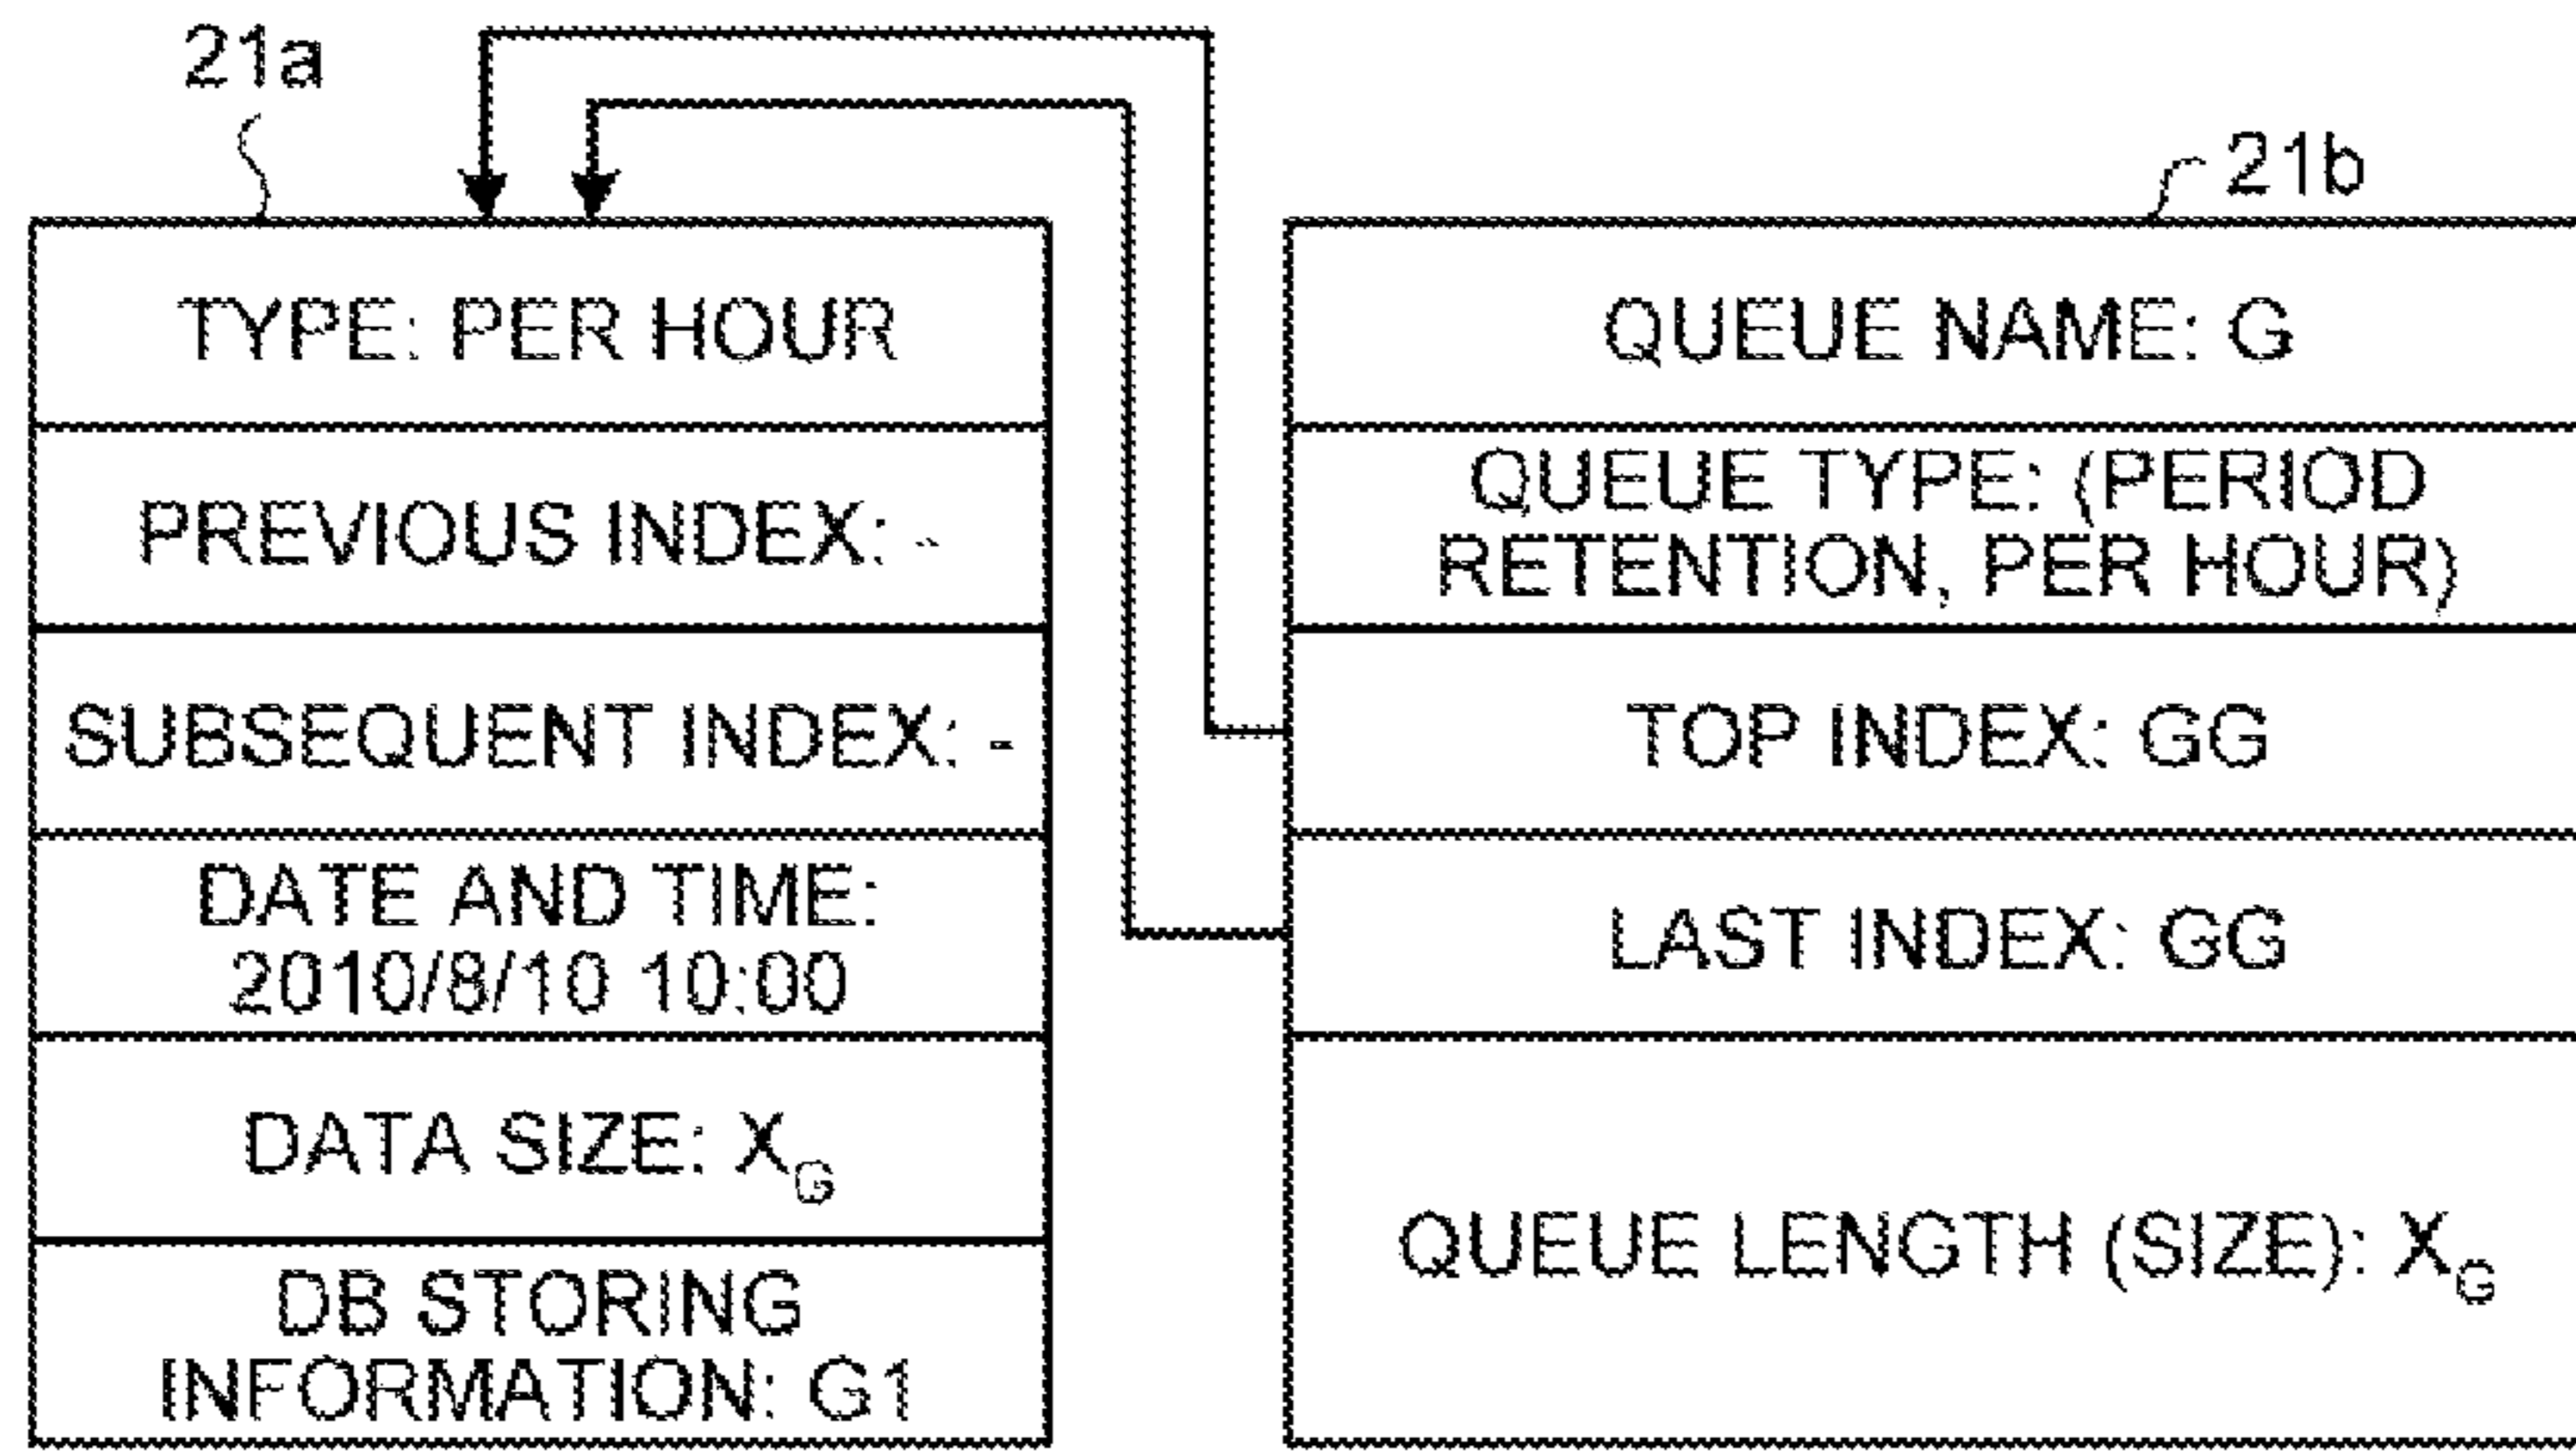 21a
TYPE: PER HOUR
PREVIOUS INDEX: -
SUBSEQUENT INDEX: -
DATE AND TIME:
2010/8/10 10:00
DATA SIZE: X_G
DB STORING
INFORMATION: G1
21b
QUEUE NAME: G
QUEUE TYPE: (PERIOD
RETENTION, PER HOUR)
TOP INDEX: GG
LAST INDEX: GG
QUEUE LENGTH (SIZE): X_G